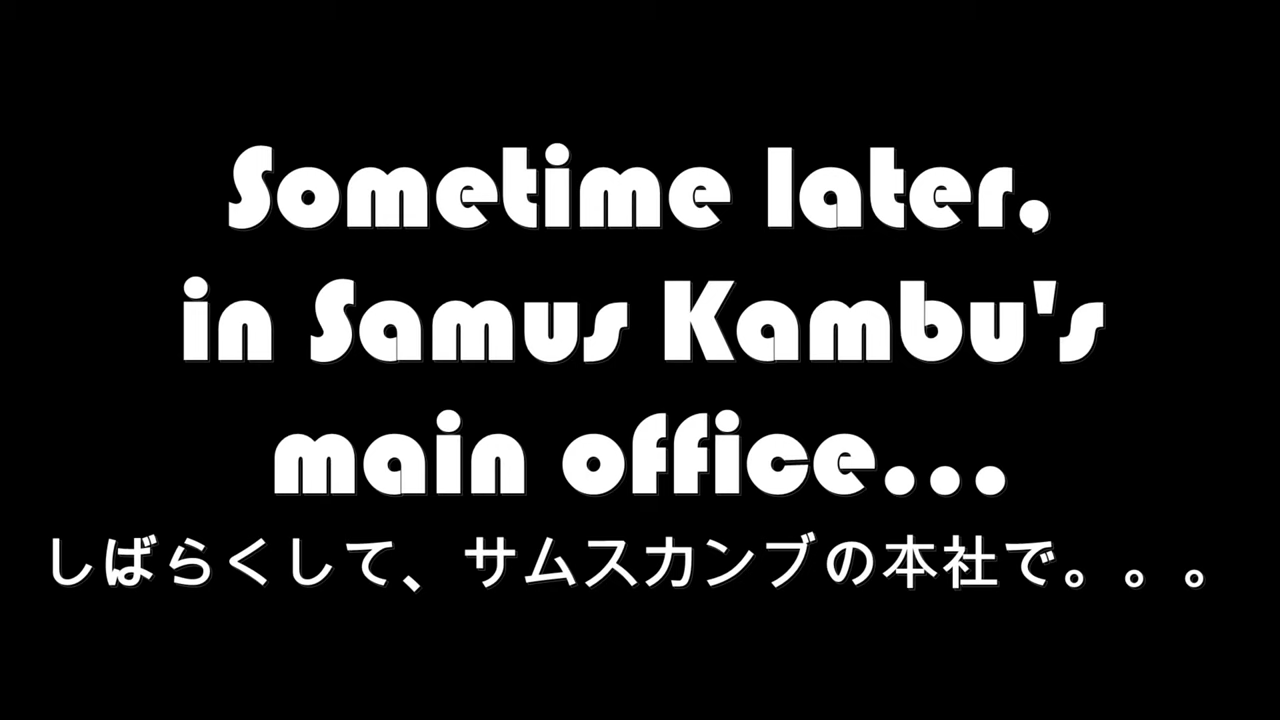 Sometime later,
in Samus Kambu's
main office...
しばらくして、サムスカンブの本社で。。。